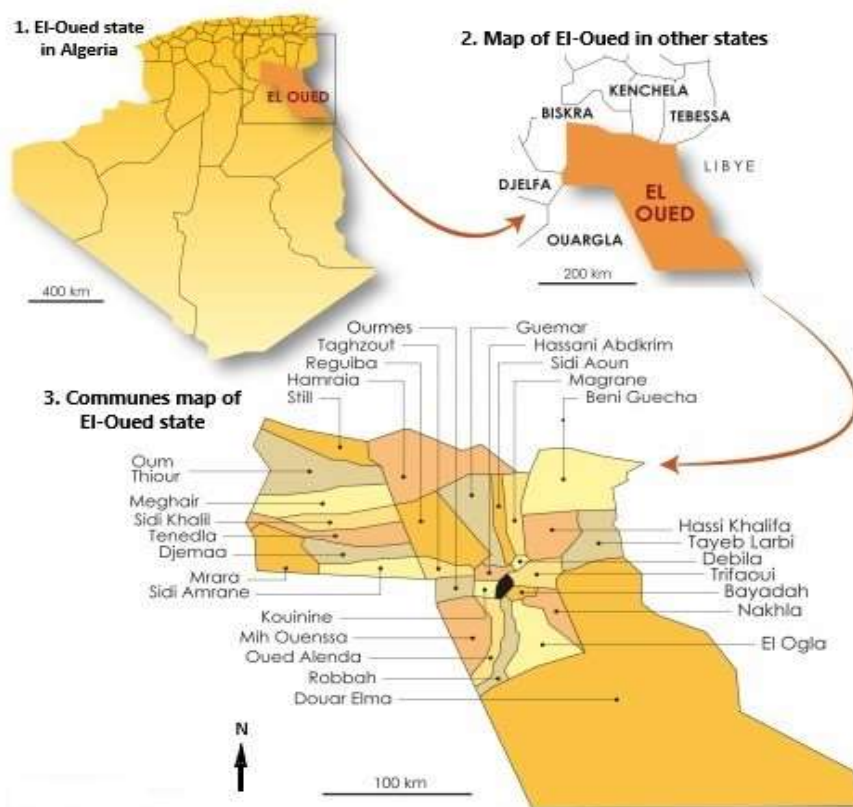 1. El-Oued state
in Algeria
EL OUED
400 km
2. Map of El-Oued in other states
KENCHELA
BISKRA
TEBESSA
LIBYE
DJELFA
EL
OUED
OUARGLA
200 km
3. Communes map of
El-Oued state
Ourmes
Taghzout
Reguiba
Hamraia
Still
Guemar
Hassani Abdkrim
Sidi Aoun
Magrane
Beni Guecha
Oum
Thiour
Meghair
Sidi Khalil
Tenedla
Djemaa
Mrara
Sidi Amrane
Hassi Khalifa
Tayeb Larbi
Debila
Trifaoui
Bayadah
Nakhla
El Ogla
Kouinine
Mih Ouenssa
Oued Alenda
Robbah
Douar Elma
N
100 km